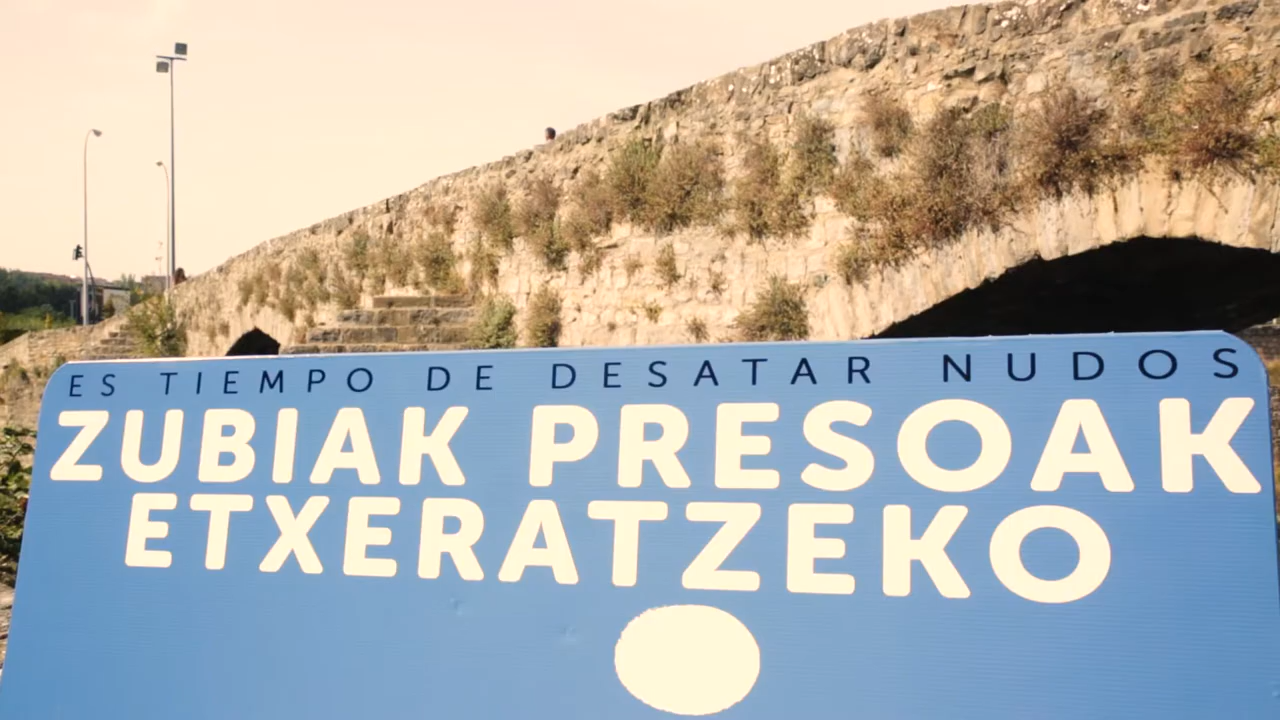 ES TIEMPO DE DESATAR NUDOS
ZUBIAK PRESOAK
ETXERATZEKO